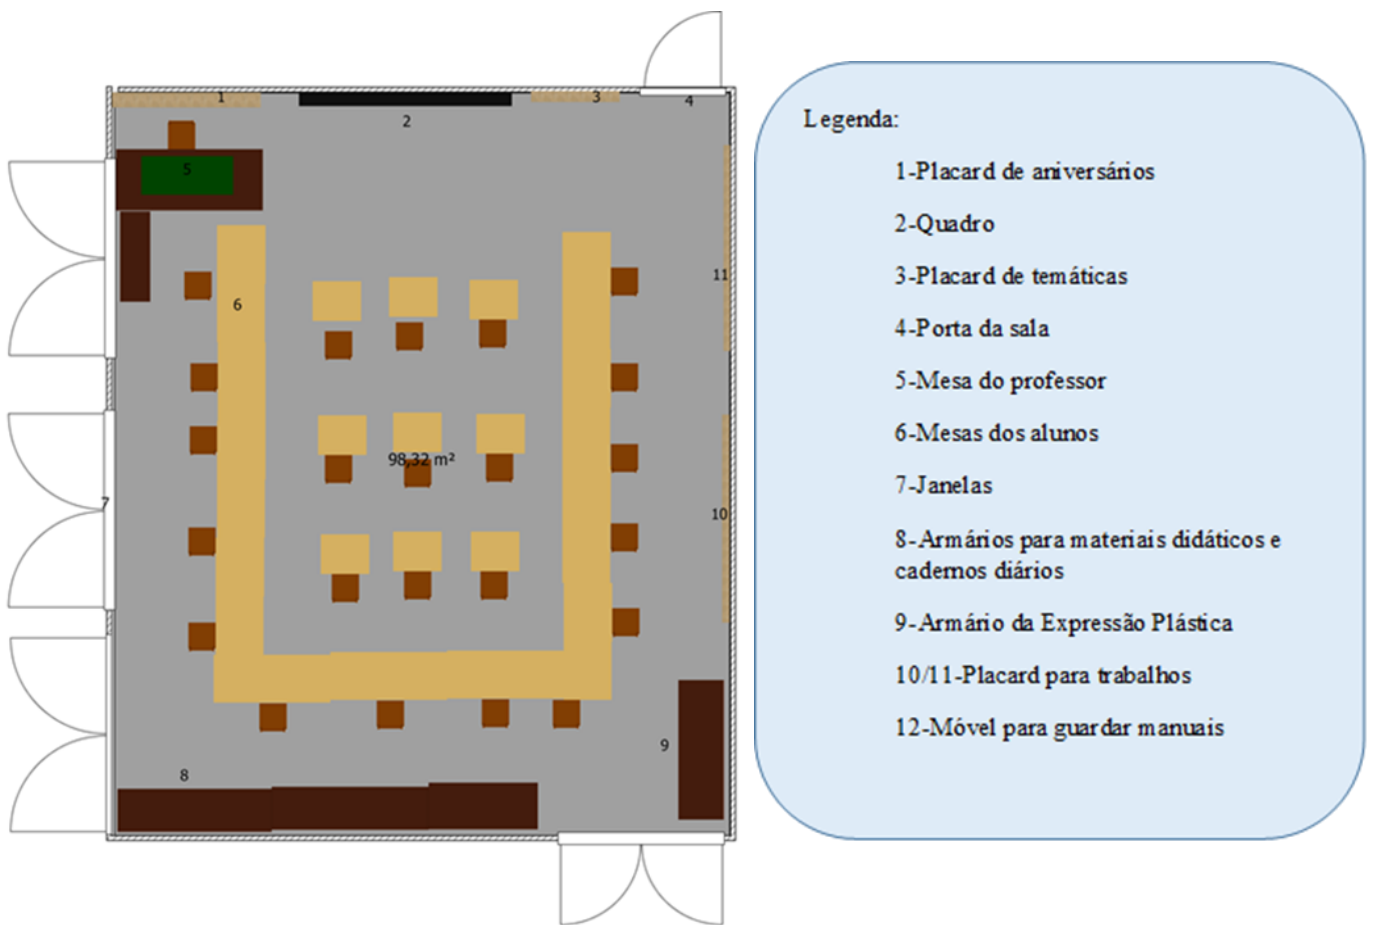 1
2
3
4
5
6
11
98,32 m²
7
10
9
8
Legenda:
1-Placard de aniversários
2-Quadro
3-Placard de temáticas
4-Porta da sala
5-Mesa do professor
6-Mesas dos alunos
7-Janelas
8-Armários para materiais didáticos e
cadernos diários
9-Armário da Expressão Plástica
10/11-Placard para trabalhos
12-Móvel para guardar manuais